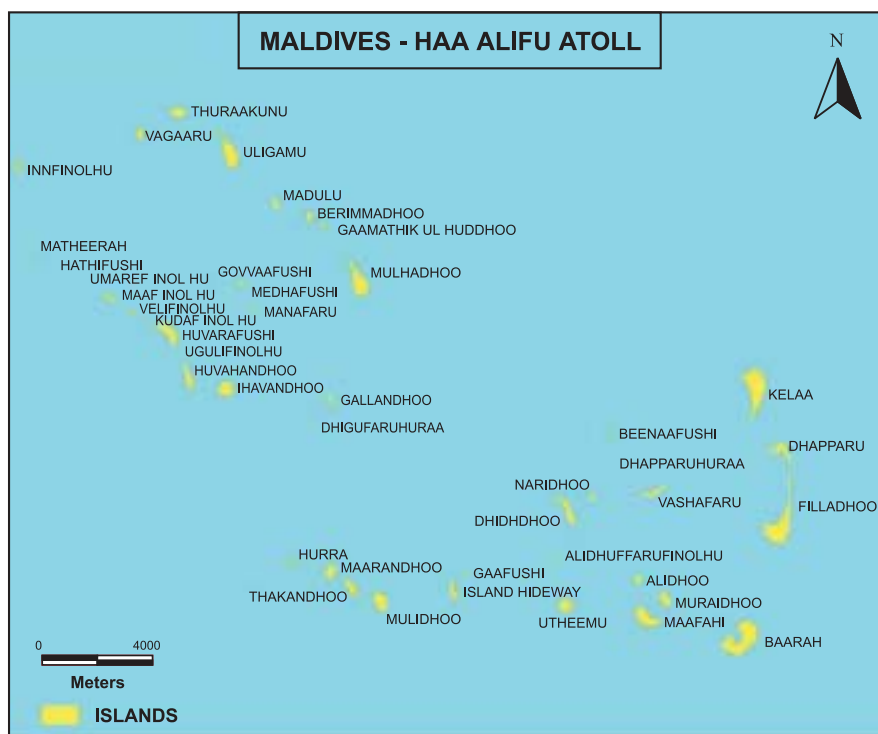 MALDIVES - HAA ALIFU ATOLL
N
THURAAKUNU
VAGAARU
ULIGAMU
INNFINOLHU
MADULU
BERIMMADHOO
GAAMATHIK UL HUDDHOO
MATHEERAH
HATHIFUSHI
GOVVAAFUSHI
MULHADHOO
UMAREF INOL HU
MEDHAFUSHI
MAAF INOL HU
VELIFINOLHU
MANAFARU
KUDAF INOL HU
HUVARAFUSHI
UGULIFINOLHU
HUVAHANDHOO
IHAVANDHOO
KELAA
GALLANDHOO
DHIGUFARUHURAA
BEENAAFUSHI
DHAPPARU
DHAPPARUHURAA
NARIDHOO
VASHAFARU
FILLADHOO
DHIDHDHOO
HURRA
ALIDHUFFARUFINOLHU
MAARANDHOO
GAAFUSHI
ALIDHOO
THAKANDHOO
ISLAND HIDEWAY
MURAIDHOO
MULIDHOO
UTHEEMU
MAAFAHI
BAARAH
0 4000
Meters
ISLANDS